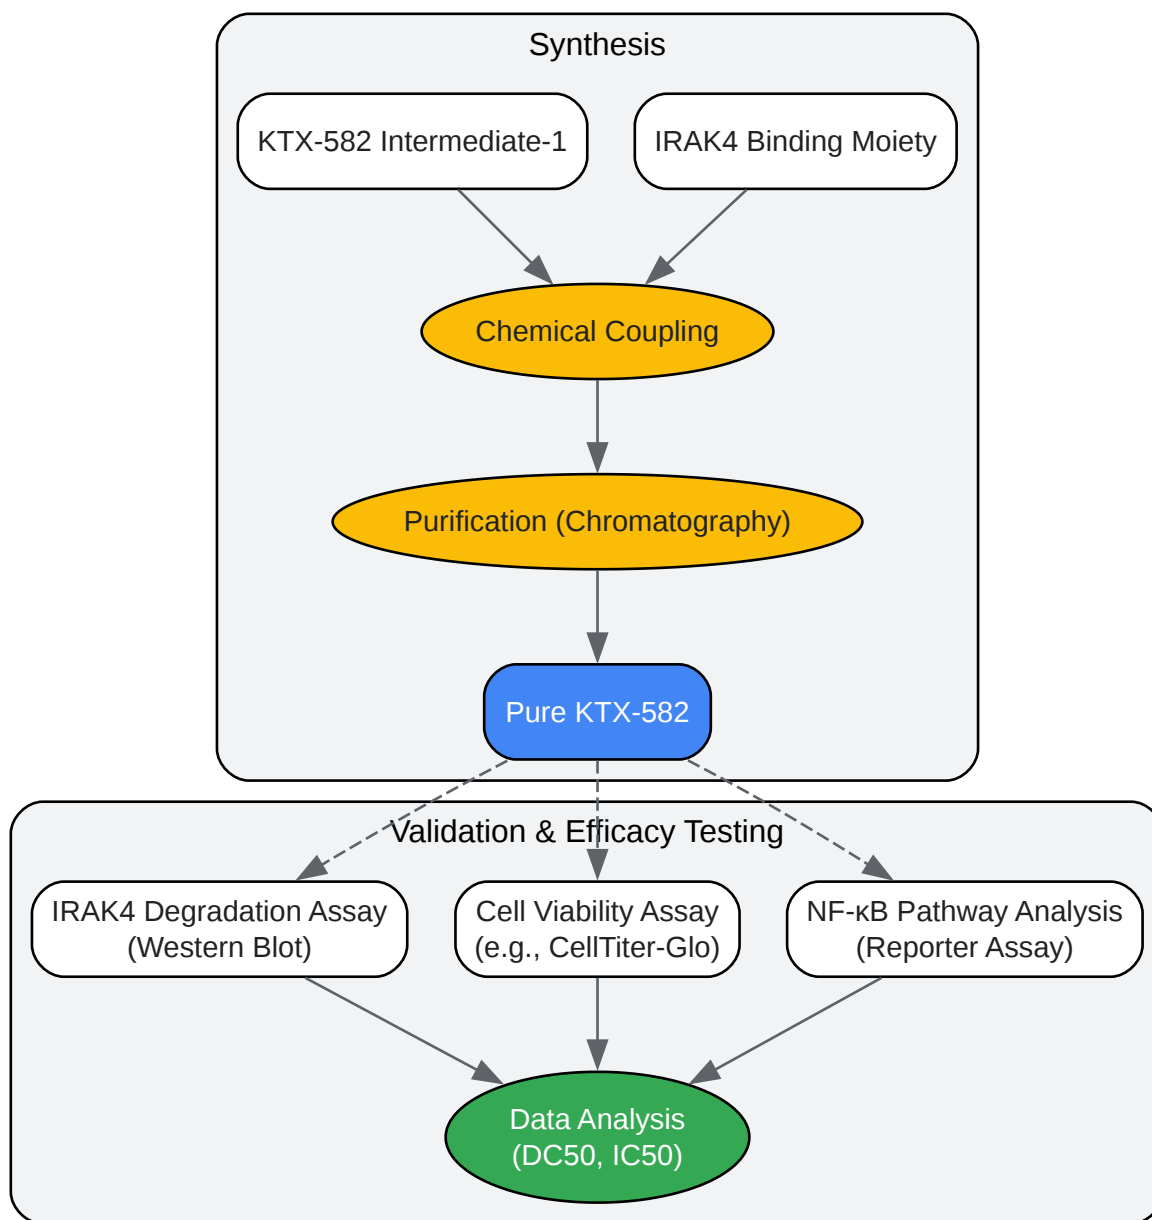 Synthesis
KTX-582 Intermediate-1
IRAK4 Binding Moiety
Chemical Coupling
Purification (Chromatography)
Pure KTX-582
Validation & Efficacy Testing
IRAK4 Degradation Assay
(Western Blot)
Cell Viability Assay
(e.g., CellTiter-Glo)
NF-κB Pathway Analysis
(Reporter Assay)
Data Analysis
(DC50, IC50)